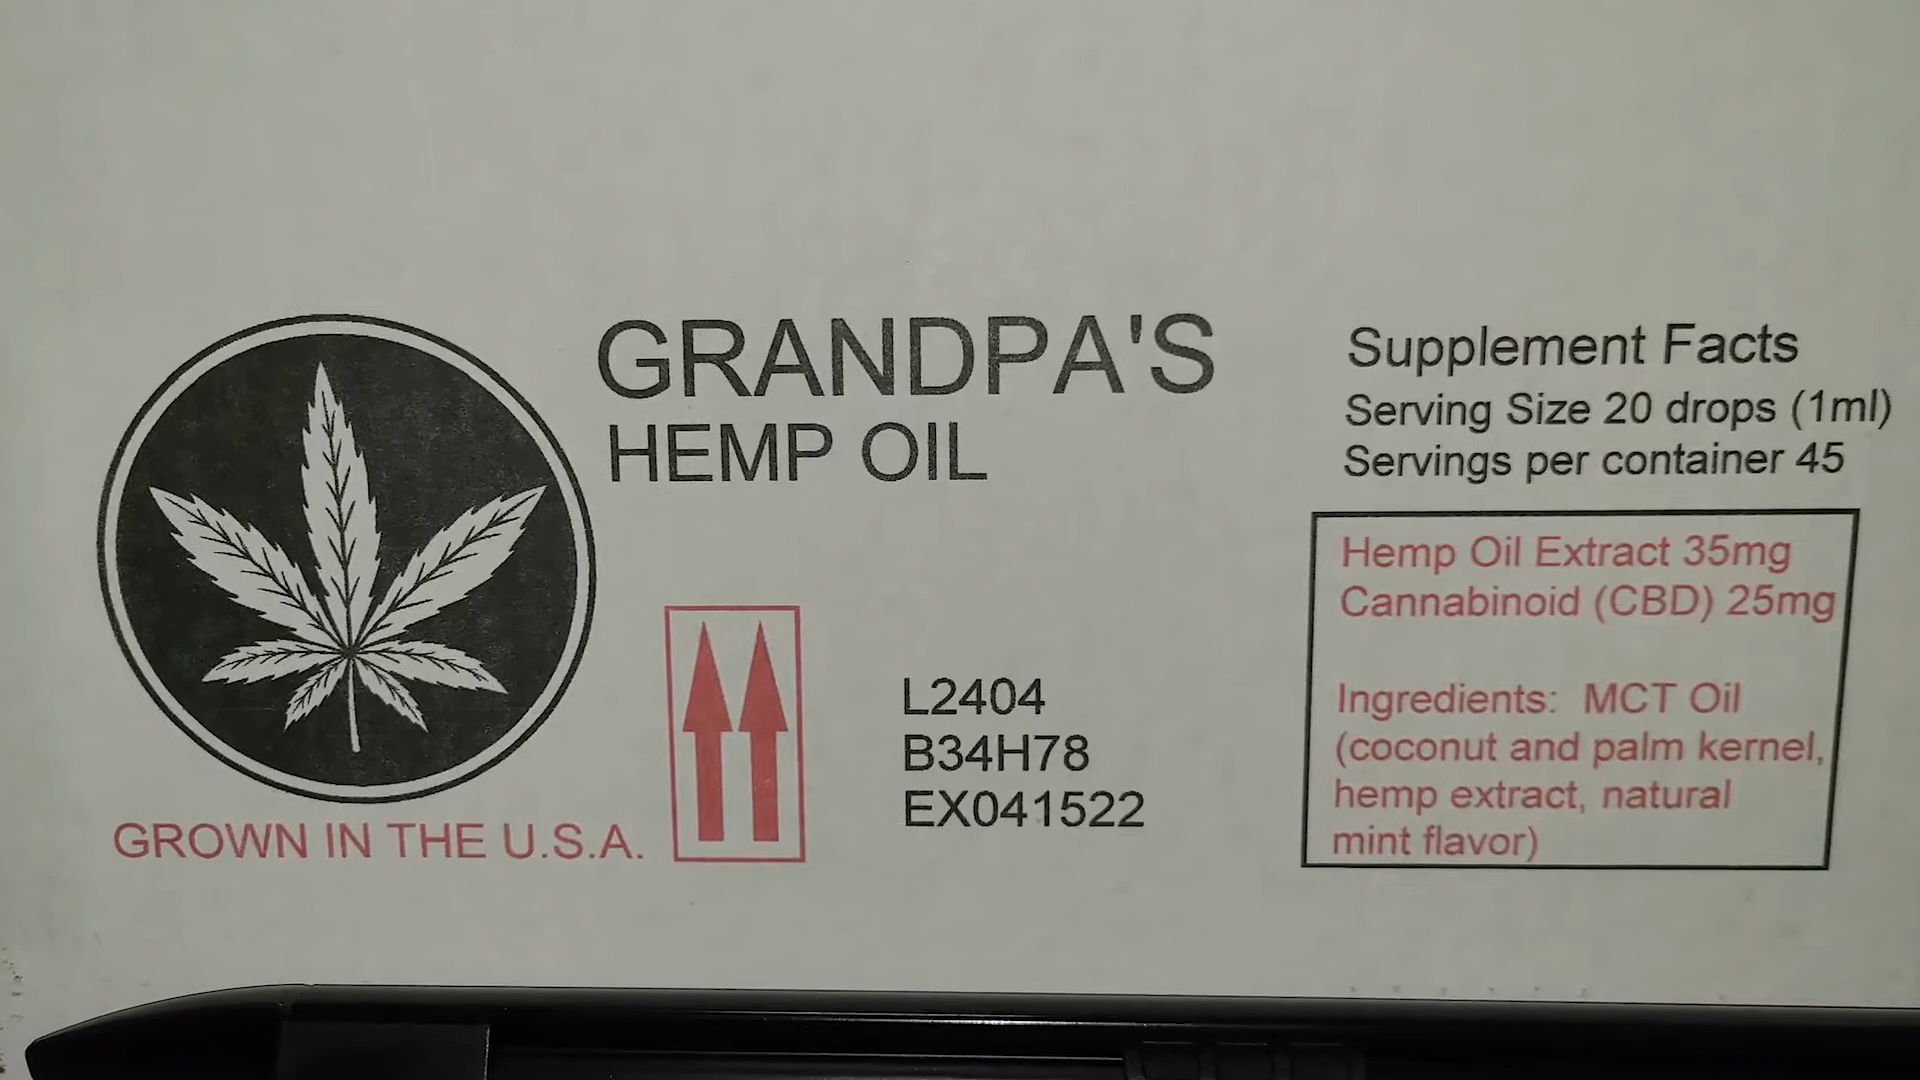 GRANDPA'S
HEMP OIL
GROWN IN THE U.S.A.
L2404
B34H78
EX041522
Supplement Facts
Serving Size 20 drops (1ml)
Servings per container 45
Hemp Oil Extract 35mg
Cannabinoid (CBD) 25mg
Ingredients: MCT Oil
(coconut and palm kernel,
hemp extract, natural
mint flavor)